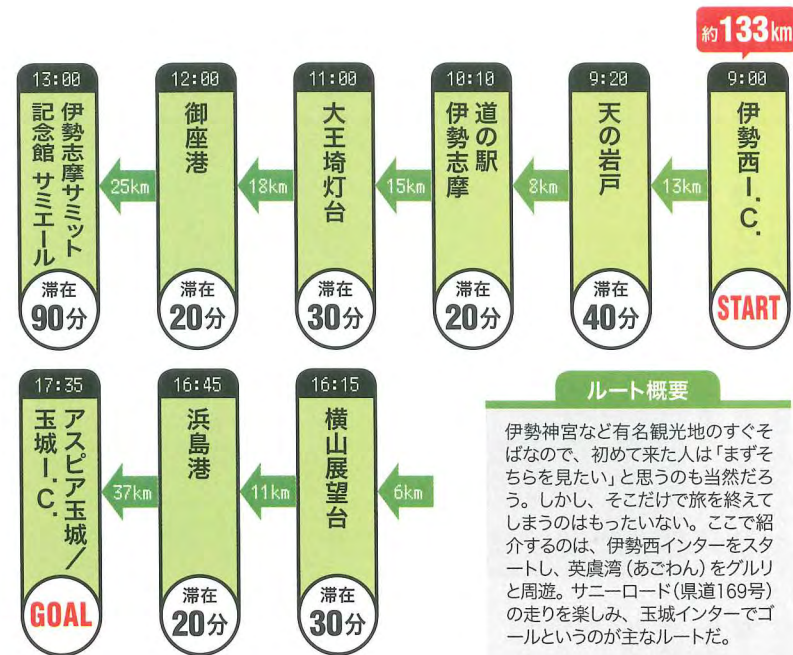 約133km
9:00
伊勢西I.C.
START
13km
9:20
天の岩戸
滞在
40分
8km
10:10
道の駅
伊勢志摩
滞在
20分
15km
11:00
大王埼灯台
滞在
30分
18km
12:00
御座港
滞在
20分
25km
13:00
伊勢志摩サミット
記念館 サミエール
滞在
90分
6km
16:15
横山展望台
滞在
30分
11km
16:45
浜島港
滞在
20分
37km
17:35
アスピア玉城/
玉城I.C.
GOAL
ルート概要
伊勢神宮など有名観光地のすぐそ
ばなので、初めて来た人は「まずそ
ちらを見たい」と思うのも当然だろ
う。しかし、そこだけで旅を終えて
しまうのはもったいない。ここで紹
介するのは、伊勢西インターをスタ
ートし、英虞湾(あごわん)をグルリ
と周遊。サニーロード(県道169号)
の走りを楽しみ、玉城インターでゴ
ールというのが主なルートだ。